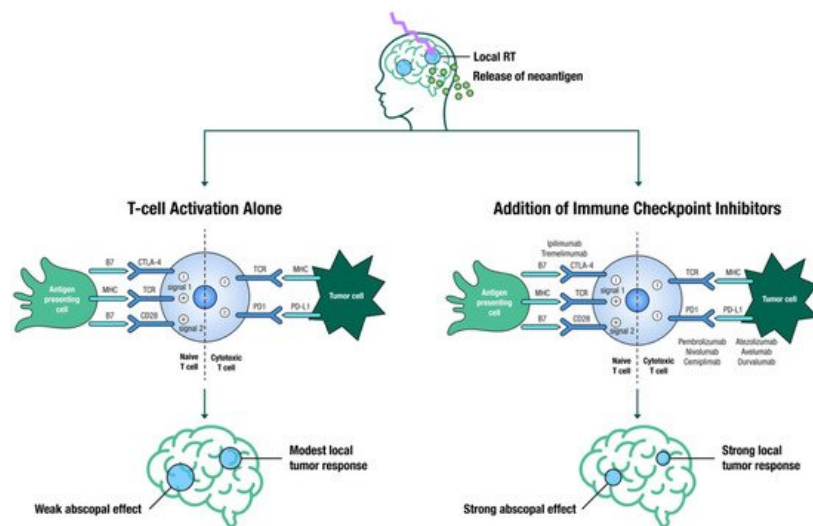 Local RT
Release of neoantigen
T-cell Activation Alone
B7
CTLA-4
signal 1
MHC
TCR
B7
CD28
signal 2
Antigen
presenting
cell
TCR
MHC
PD1
PD-L1
Tumor cell
Naive
T cell
Cytotoxic
T cell
Modest local
tumor response
Weak abscopal effect
Addition of Immune Checkpoint Inhibitors
Ipilimumab
Tremelimumab
B7
CTLA-4
signal 1
MHC
TCR
B7
CD28
signal 2
Antigen
presenting
cell
TCR
MHC
PD1
PD-L1
Tumor cell
Naive
T cell
Cytotoxic
T cell
Pembrolizumab
Nivolumab
Cemiplimab
Atezolizumab
Avelumab
Durvalumab
Strong local
tumor response
Strong abscopal effect